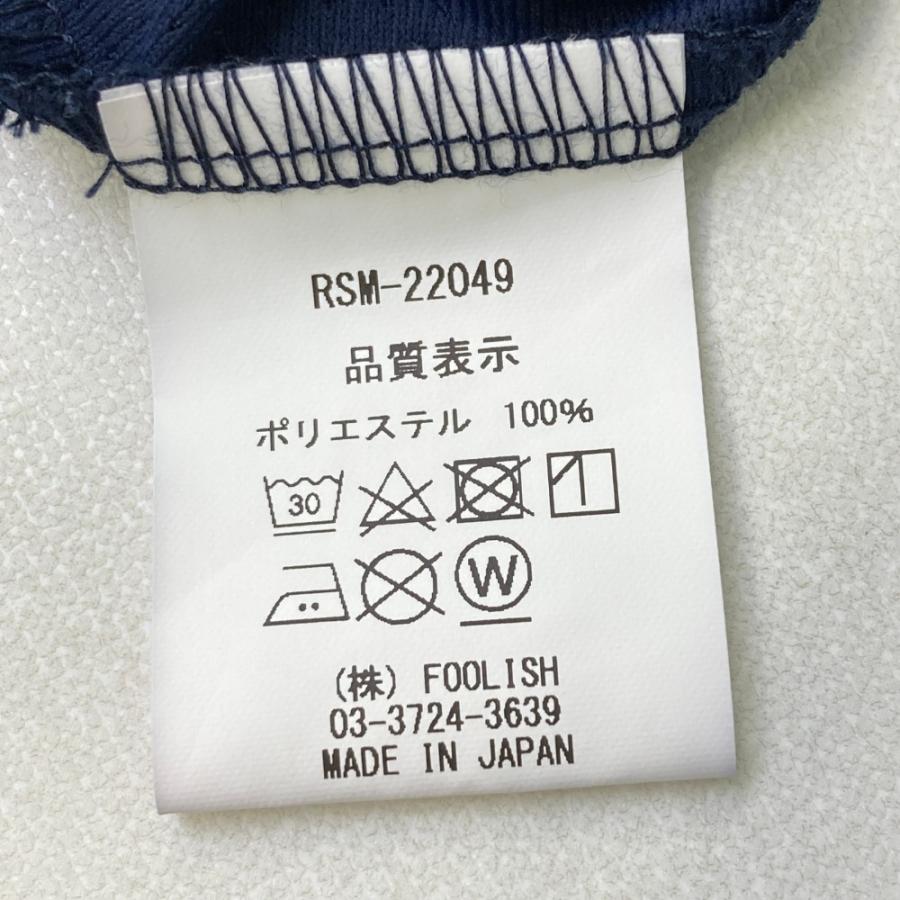 RSM-22049
品質表示
ポリエステル 100%
30
W
(株) FOOLISH
03-3724-3639
MADE IN JAPAN